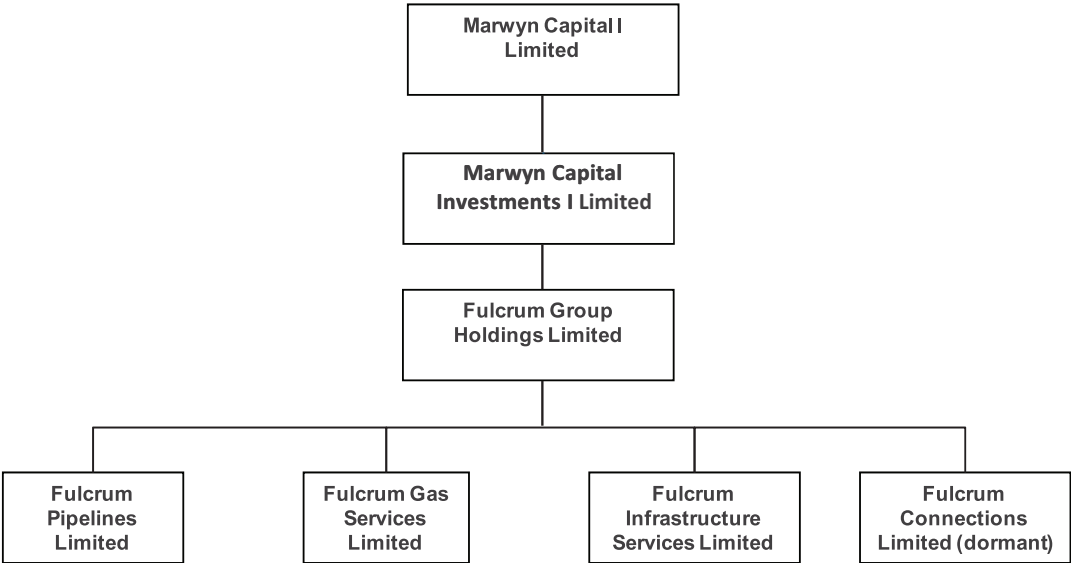 Marwyn Capital I
Limited
Marwyn Capital
Investments I Limited
Fulcrum Group
Holdings Limited
Fulcrum
Pipelines
Limited
Fulcrum Gas
Services
Limited
Fulcrum
Infrastructure
Services Limited
Fulcrum
Connections
Limited (dormant)